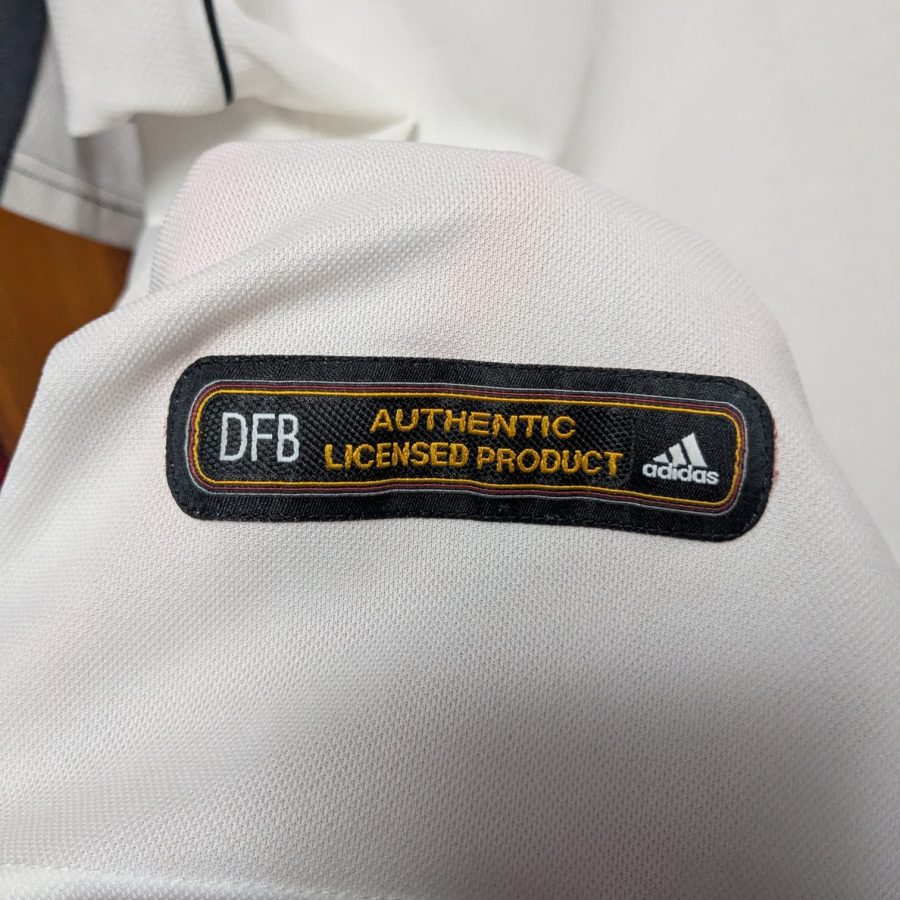 DFB
AUTHENTIC
LICENSED PRODUCT
adidas